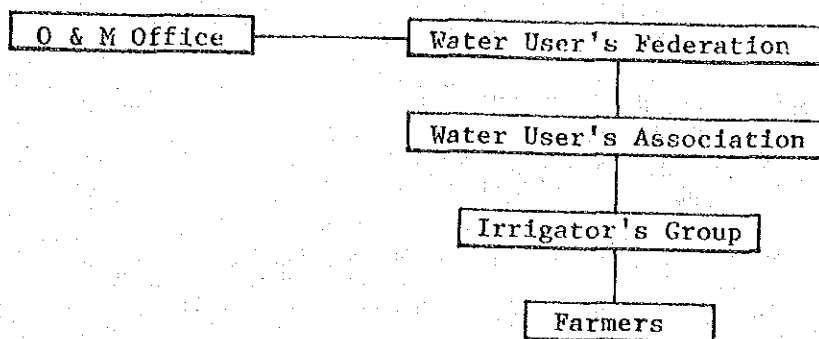 O & M Office
Water User's Federation
Water User's Association
Irrigator's Group
Farmers